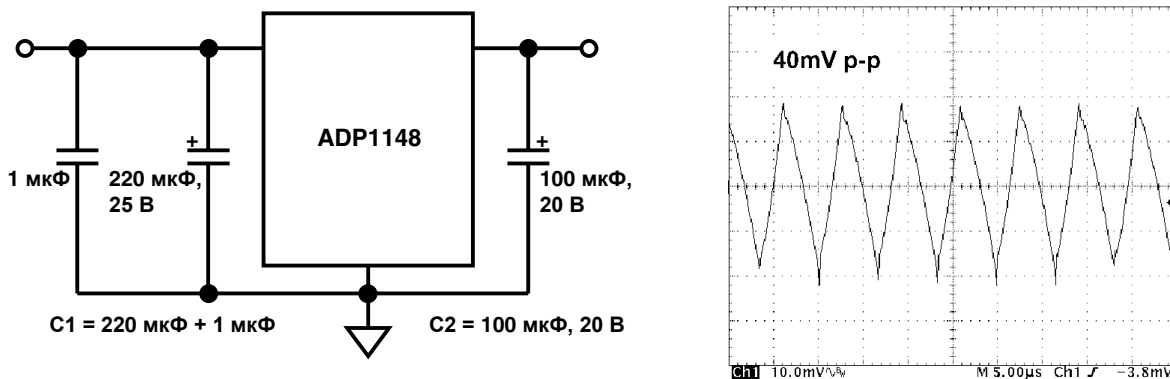 ADP1148
+
+
1 мкФ
220 мкФ,
25 В
100 мкФ,
20 В
C1 = 220 мкФ + 1 мкФ
C2 = 100 мкФ, 20 В
40mV p-p
Ch1 10.0mV
M 5.00µs Ch1
-3.8mV